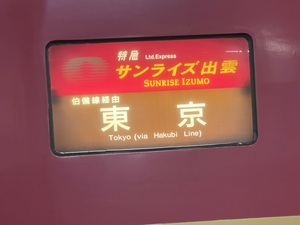 特急 Ltd.Express
サンライズ出雲
SUNRISE IZUMO
伯備線経由
東京
Tokyo (via Hakubi Line)